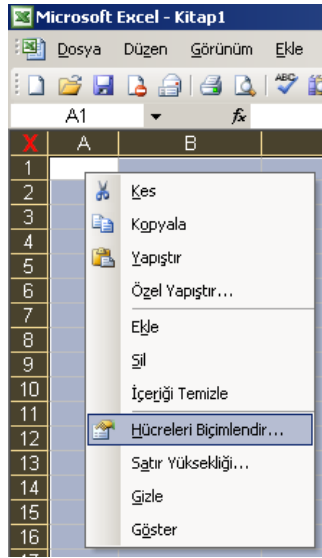 Microsoft Excel - Kitap1
Dosya Düzen Görünüm Ekle
ABC
A1 fx
X A B
1
2 Kes
3 Kopyala
4
5 Yapıştır
6 Özel Yapıştır...
7
8 Ekle
9 Sil
10 İçeriği Temizle
11
12 Hücreleri Biçimlendir...
13 Satır Yüksekliği...
14 Gizle
15
16 Göster
17